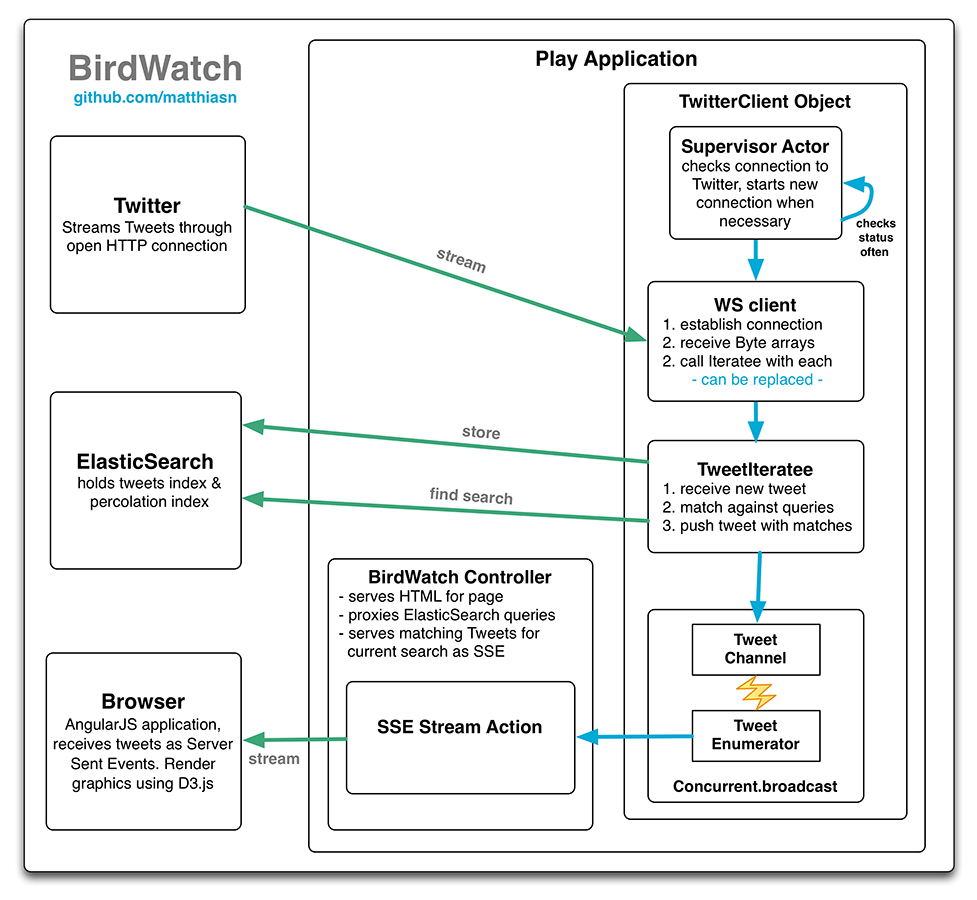 BirdWatch
github.com/matthiasn
Play Application
TwitterClient Object
Supervisor Actor
checks connection to
Twitter, starts new
connection when
necessary
checks
status
often
Twitter
Streams Tweets through
open HTTP connection
stream
WS client
1. establish connection
2. receive Byte arrays
2. call Iteratee with each
- can be replaced -
ElasticSearch
holds tweets index &
percolation index
store
find search
TweetIteratee
1. receive new tweet
2. match against queries
3. push tweet with matches
BirdWatch Controller
- serves HTML for page
- proxies ElasticSearch queries
- serves matching Tweets for
current search as SSE
SSE Stream Action
Tweet
Channel
Tweet
Enumerator
Concurrent.broadcast
Browser
AngularJS application,
receives tweets as Server
Sent Events. Render
graphics using D3.js
stream